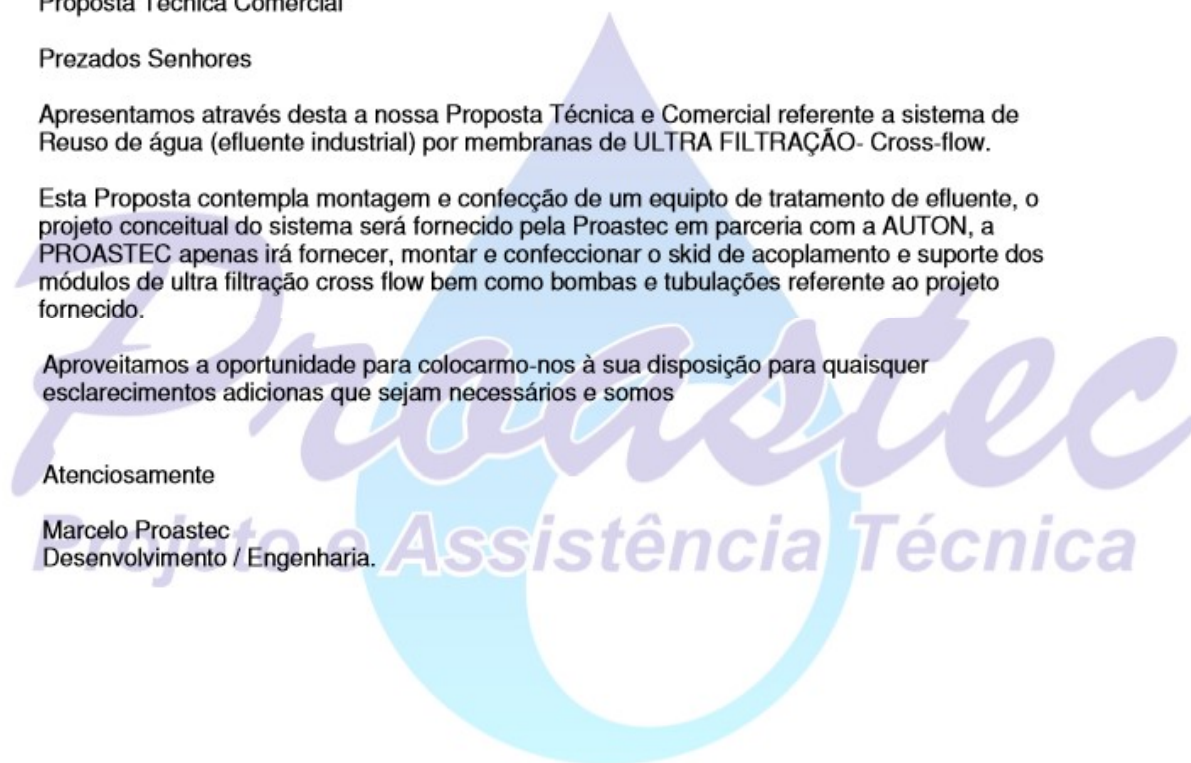 Proposta Técnica Comercial
Prezados Senhores
Apresentamos através desta a nossa Proposta Técnica e Comercial referente a sistema de
Reuso de água (efluente industrial) por membranas de ULTRA FILTRAÇÃO- Cross-flow.
Esta Proposta contempla montagem e confecção de um equipto de tratamento de efluente, o
projeto conceitual do sistema será fornecido pela Proastec em parceria com a AUTON, a
PROASTEC apenas irá fornecer, montar e confeccionar o skid de acoplamento e suporte dos
módulos de ultra filtração cross flow bem como bombas e tubulações referente ao projeto
fornecido.
Aproveitamos a oportunidade para colocarmo-nos à sua disposição para quaisquer
esclarecimentos adicionas que sejam necessários e somos
Proastec
Atenciosamente
Marcelo Proastec
Desenvolvimento / Engenharia.
Projeto e Assistência Técnica